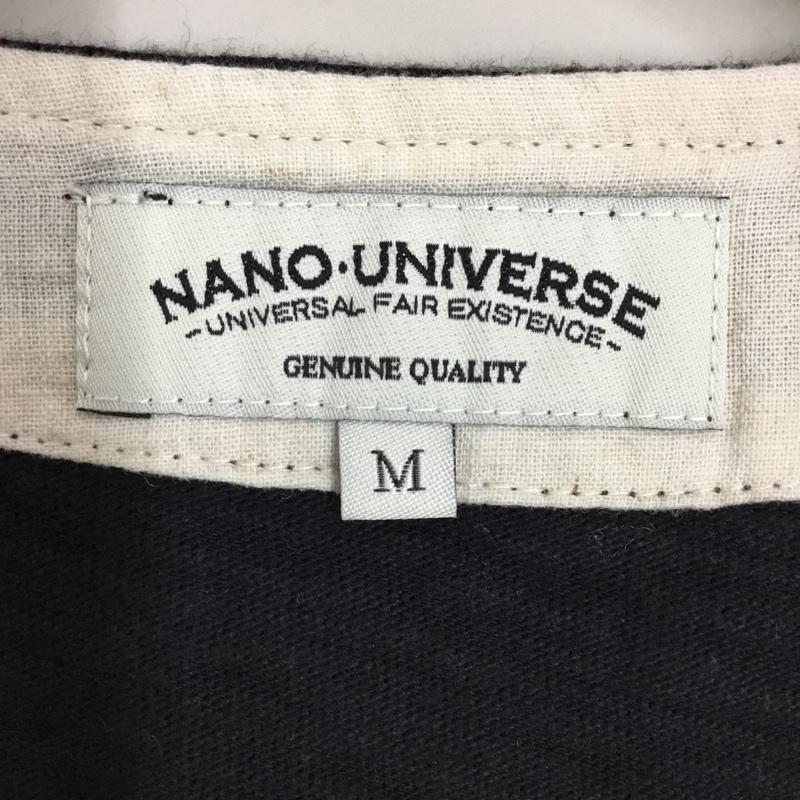 NANO·UNIVERSE
~UNIVERSAL FAIR EXISTENCE~
GENUINE QUALITY
M